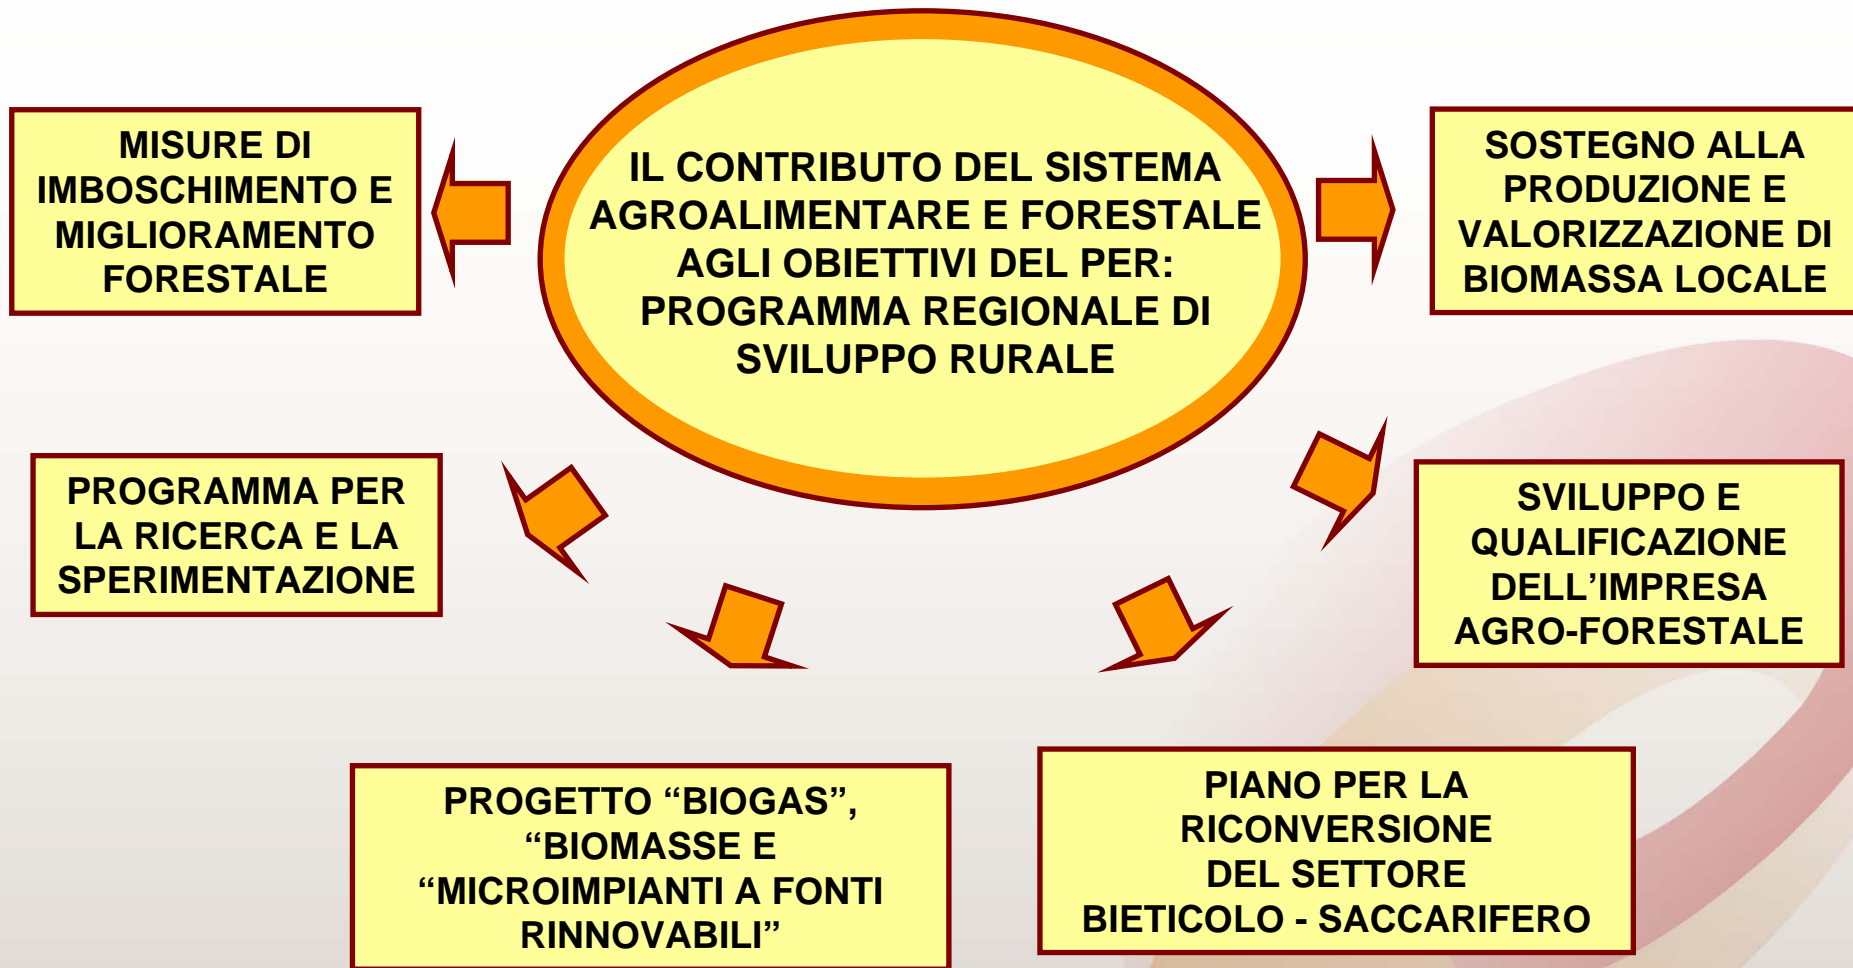 IL CONTRIBUTO DEL SISTEMA
AGROALIMENTARE E FORESTALE
AGLI OBIETTIVI DEL PER:
PROGRAMMA REGIONALE DI
SVILUPPO RURALE
MISURE DI
IMBOSCHIMENTO E
MIGLIORAMENTO
FORESTALE
SOSTEGNO ALLA
PRODUZIONE E
VALORIZZAZIONE DI
BIOMASSA LOCALE
PROGRAMMA PER
LA RICERCA E LA
SPERIMENTAZIONE
SVILUPPO E
QUALIFICAZIONE
DELL’IMPRESA
AGRO-FORESTALE
PROGETTO “BIOGAS”,
“BIOMASSE E
“MICROIMPIANTI A FONTI
RINNOVABILI”
PIANO PER LA
RICONVERSIONE
DEL SETTORE
BIETICOLO - SACCARIFERO